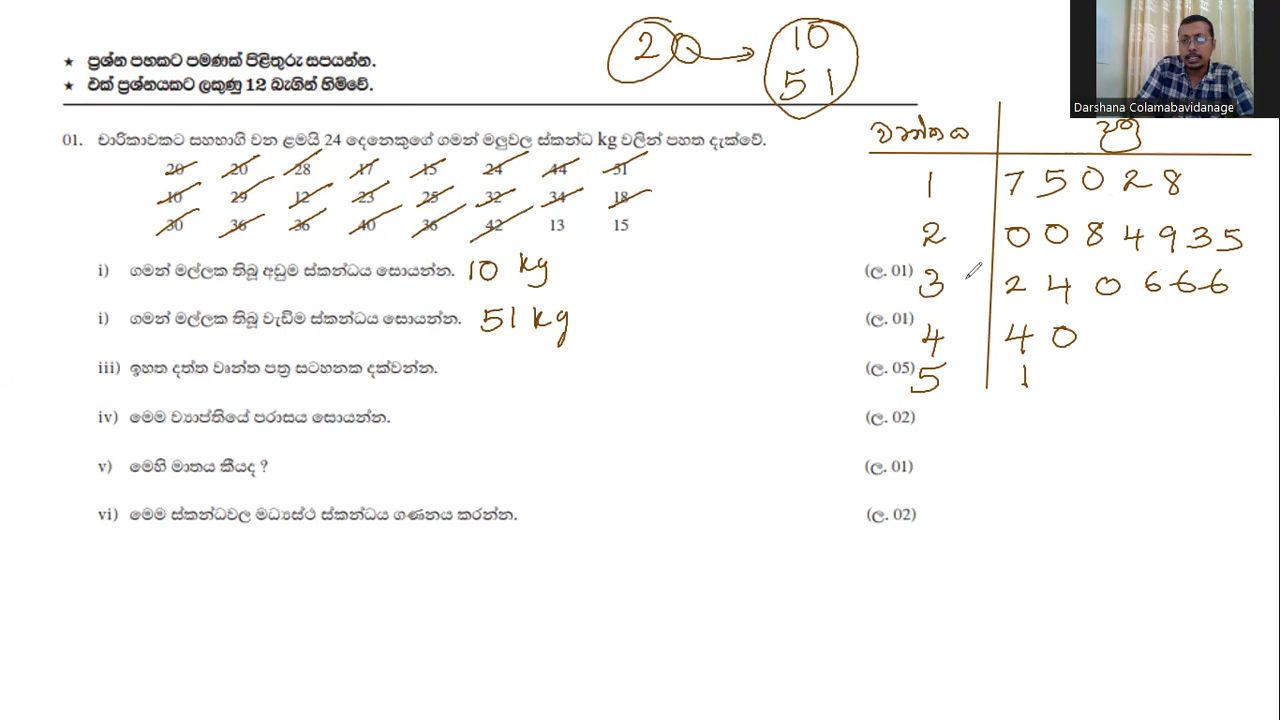 ★ ප්‍රශ්න පහකට පමණක් පිළිතුරු සපයන්න.
★ එක් ප්‍රශ්නයකට ලකුණු 12 බැගින් හිමිවේ.
2 0 → 10
51
Darshana Colamabavidanage
01. චාරිකාවකට සහභාගි වන ළමයි 24 දෙනෙකුගේ ගමන් මලුවල ස්කන්ධ kg වලින් පහත දැක්වේ.
20 20 28 17 15 24 44 51
10 29 12 23 25 32 34 18
30 36 36 40 36 42 13 15
i) ගමන් මල්ලක තිබූ අඩුම ස්කන්ධය සොයන්න. 10 kg (ල. 01)
i) ගමන් මල්ලක තිබූ වැඩිම ස්කන්ධය සොයන්න. 51 kg (ල. 01)
iii) ඉහත දත්ත වෘන්ත පත්‍ර සටහනක දක්වන්න. (ල. 05)
iv) මෙම ව්‍යාප්තියේ පරාසය සොයන්න. (ල. 02)
v) මෙහි මාතය කීයද ? (ල. 01)
vi) මෙම ස්කන්ධවල මධ්‍යස්ථ ස්කන්ධය ගණනය කරන්න. (ල. 02)
වෘන්තය පත්‍ර
1 7 5 0 2 8
2 0 0 8 4 9 3 5
3 2 4 0 6 6 6
4 4 0
5 1